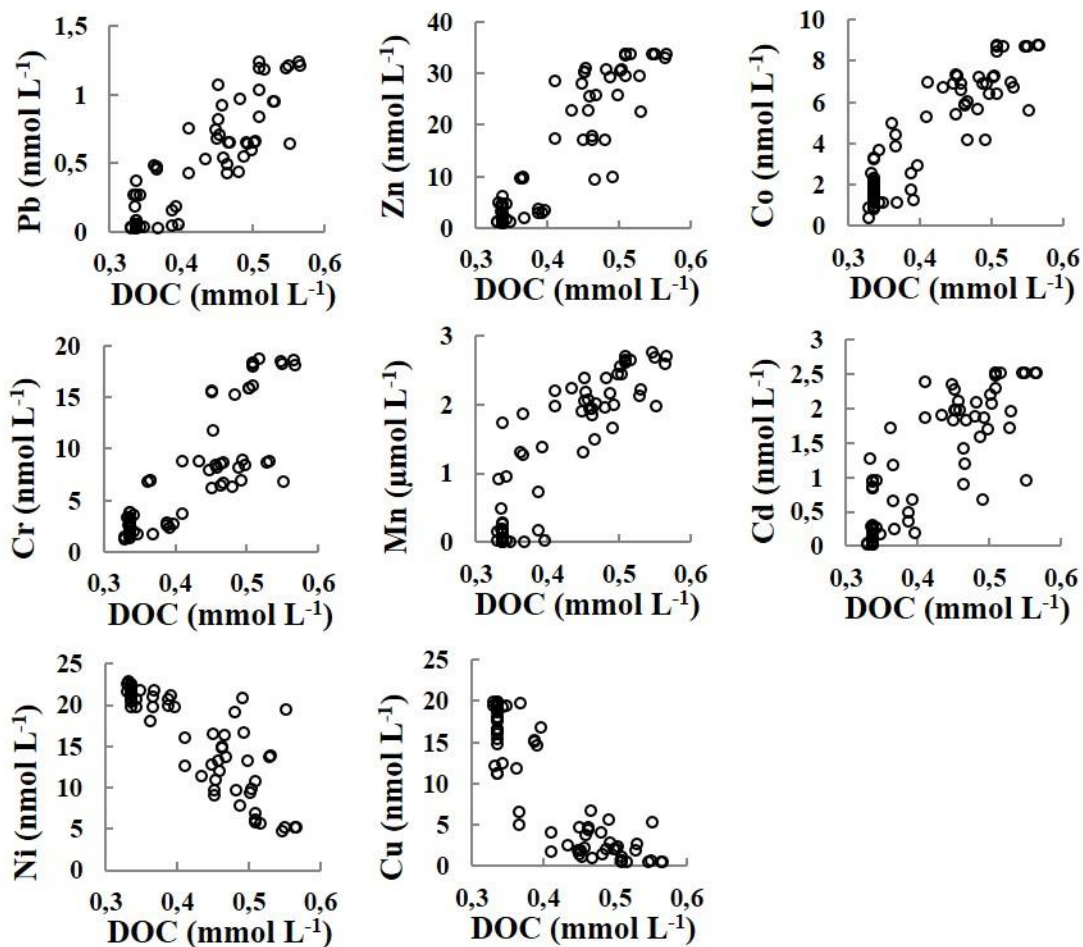 1,5
1
0,5
0
Pb (nmol L-1)
0,3 0,4 0,5 0,6
DOC (mmol L-1)
40
30
20
10
0
Zn (nmol L-1)
0,3 0,4 0,5 0,6
DOC (mmol L-1)
10
8
6
4
2
0
Co (nmol L-1)
0,3 0,4 0,5 0,6
DOC (mmol L-1)
20
15
10
5
0
Cr (nmol L-1)
0,3 0,4 0,5 0,6
DOC (mmol L-1)
3
2
1
0
Mn (µmol L-1)
0,3 0,4 0,5 0,6
DOC (mmol L-1)
3
2,5
2
1,5
1
0,5
0
Cd (nmol L-1)
0,3 0,4 0,5 0,6
DOC (mmol L-1)
25
20
15
10
5
0
Ni (nmol L-1)
0,3 0,4 0,5 0,6
DOC (mmol L-1)
25
20
15
10
5
0
Cu (nmol L-1)
0,3 0,4 0,5 0,6
DOC (mmol L-1)